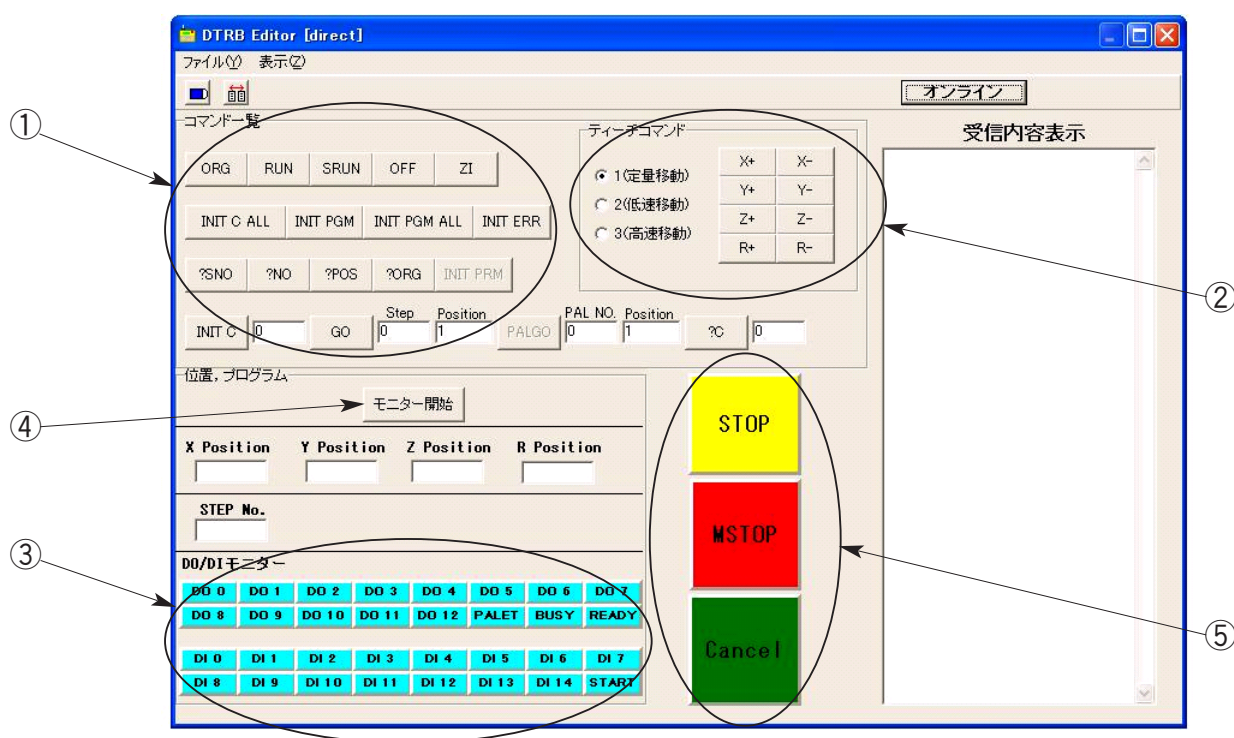 DTRB Editor [direct]
ファイル(Y) 表示(Z)
オンライン
①
コマンド一覧
ORG RUN SRUN OFF ZI
INIT C ALL INIT PGM INIT PGM ALL INIT ERR
?SNO ?NO ?POS ?ORG INIT PRM
Step Position PAL NO. Position
INIT C 0 GO 0 1 PALGO 0 1 ?C 0
ティーチコマンド
1(定量移動)
2(低速移動)
3(高速移動)
X+ X-
Y+ Y-
Z+ Z-
R+ R-
②
受信内容表示
位置,プログラム
④
モニター開始
X Position Y Position Z Position R Position
STEP No.
③
DO/DIモニター
DO 0 DO 1 DO 2 DO 3 DO 4 DO 5 DO 6 DO 7
DO 8 DO 9 DO 10 DO 11 DO 12 PALET BUSY READY
DI 0 DI 1 DI 2 DI 3 DI 4 DI 5 DI 6 DI 7
DI 8 DI 9 DI 10 DI 11 DI 12 DI 13 DI 14 START
STOP
MSTOP
Cancel
⑤